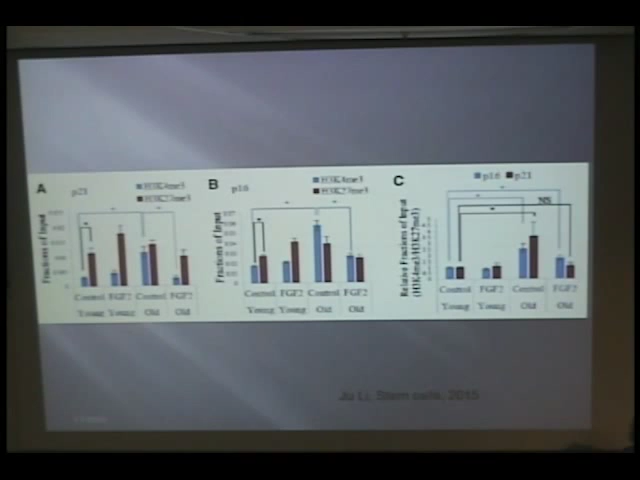 A
p21
H3K4me3
H3K27me3
Fractions of Input
Control FGF2 Control FGF2
Young Young Old Old
B
p16
H3K4me3
H3K27me3
Fractions of Input
Control FGF2 Control FGF2
Young Young Old Old
C
p16 p21
NS
Relative Fractions of Input
(H3K4me3/H3K27me3)
Control FGF2 Control FGF2
Young Young Old Old
Ju Li, Stem cells, 2015